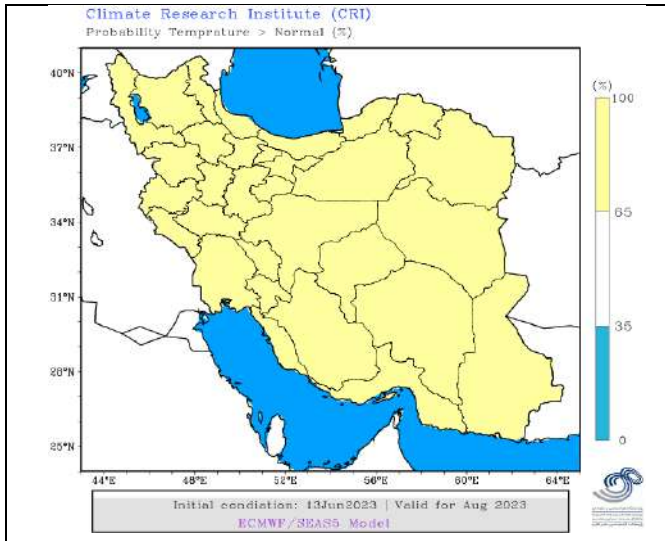 Climate Research Institute (CRI)
Probability Temprature > Normal (%)
40°N
37°N
34°N
31°N
28°N
25°N
44°E
48°E
52°E
56°E
60°E
64°E
(%)
100
65
35
0
Initial condiation: 13Jun2023 | Valid for Aug 2023
ECMWF/SEAS5 Model